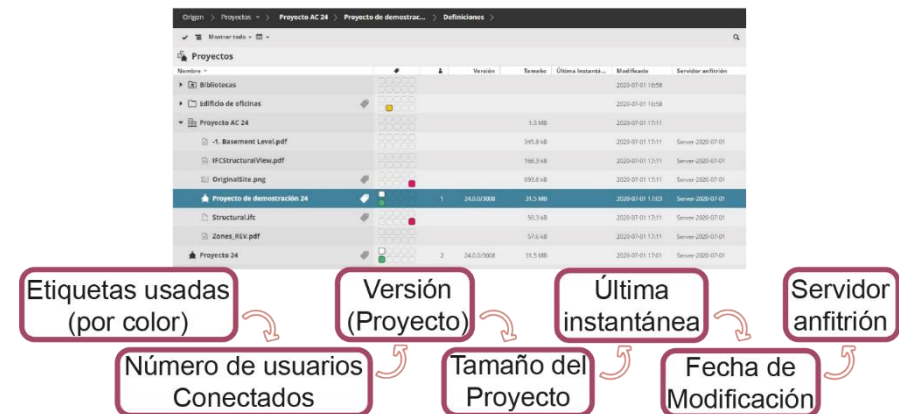 Origen > Proyectos > Proyecto AC 24 > Proyecto de demostrac... > Definiciones >
Mostrar todo
Proyectos
Nombre Versión Tamaño Última Instantá... Modificado Servidor anfitrión
Bibliotecas 2020-07-01 16:58
Edificio de oficinas 2020-07-01 16:58
Proyecto AC 24 1.3 MB 2020-07-01 17:11
-1. Basement Level.pdf 345.8 kB 2020-07-01 17:11 Server-2020-07-01
IFCStructuralView.pdf 166.3 kB 2020-07-01 17:11 Server-2020-07-01
OriginalSite.png 693.6 kB 2020-07-01 17:11 Server-2020-07-01
Proyecto de demostración 24 1 24.0.0/3008 31.5 MB 2020-07-01 17:03 Server-2020-07-01
Structural.ifc 55.3 kB 2020-07-01 17:11 Server-2020-07-01
Zones_REV.pdf 57.6 kB 2020-07-01 17:11 Server-2020-07-01
Proyecto 24 2 24.0.0/3008 31.5 MB 2020-07-01 17:01 Server-2020-07-01
Etiquetas usadas
(por color)
Número de usuarios
Conectados
Versión
(Proyecto)
Tamaño del
Proyecto
Última
instantánea
Fecha de
Modificación
Servidor
anfitrión